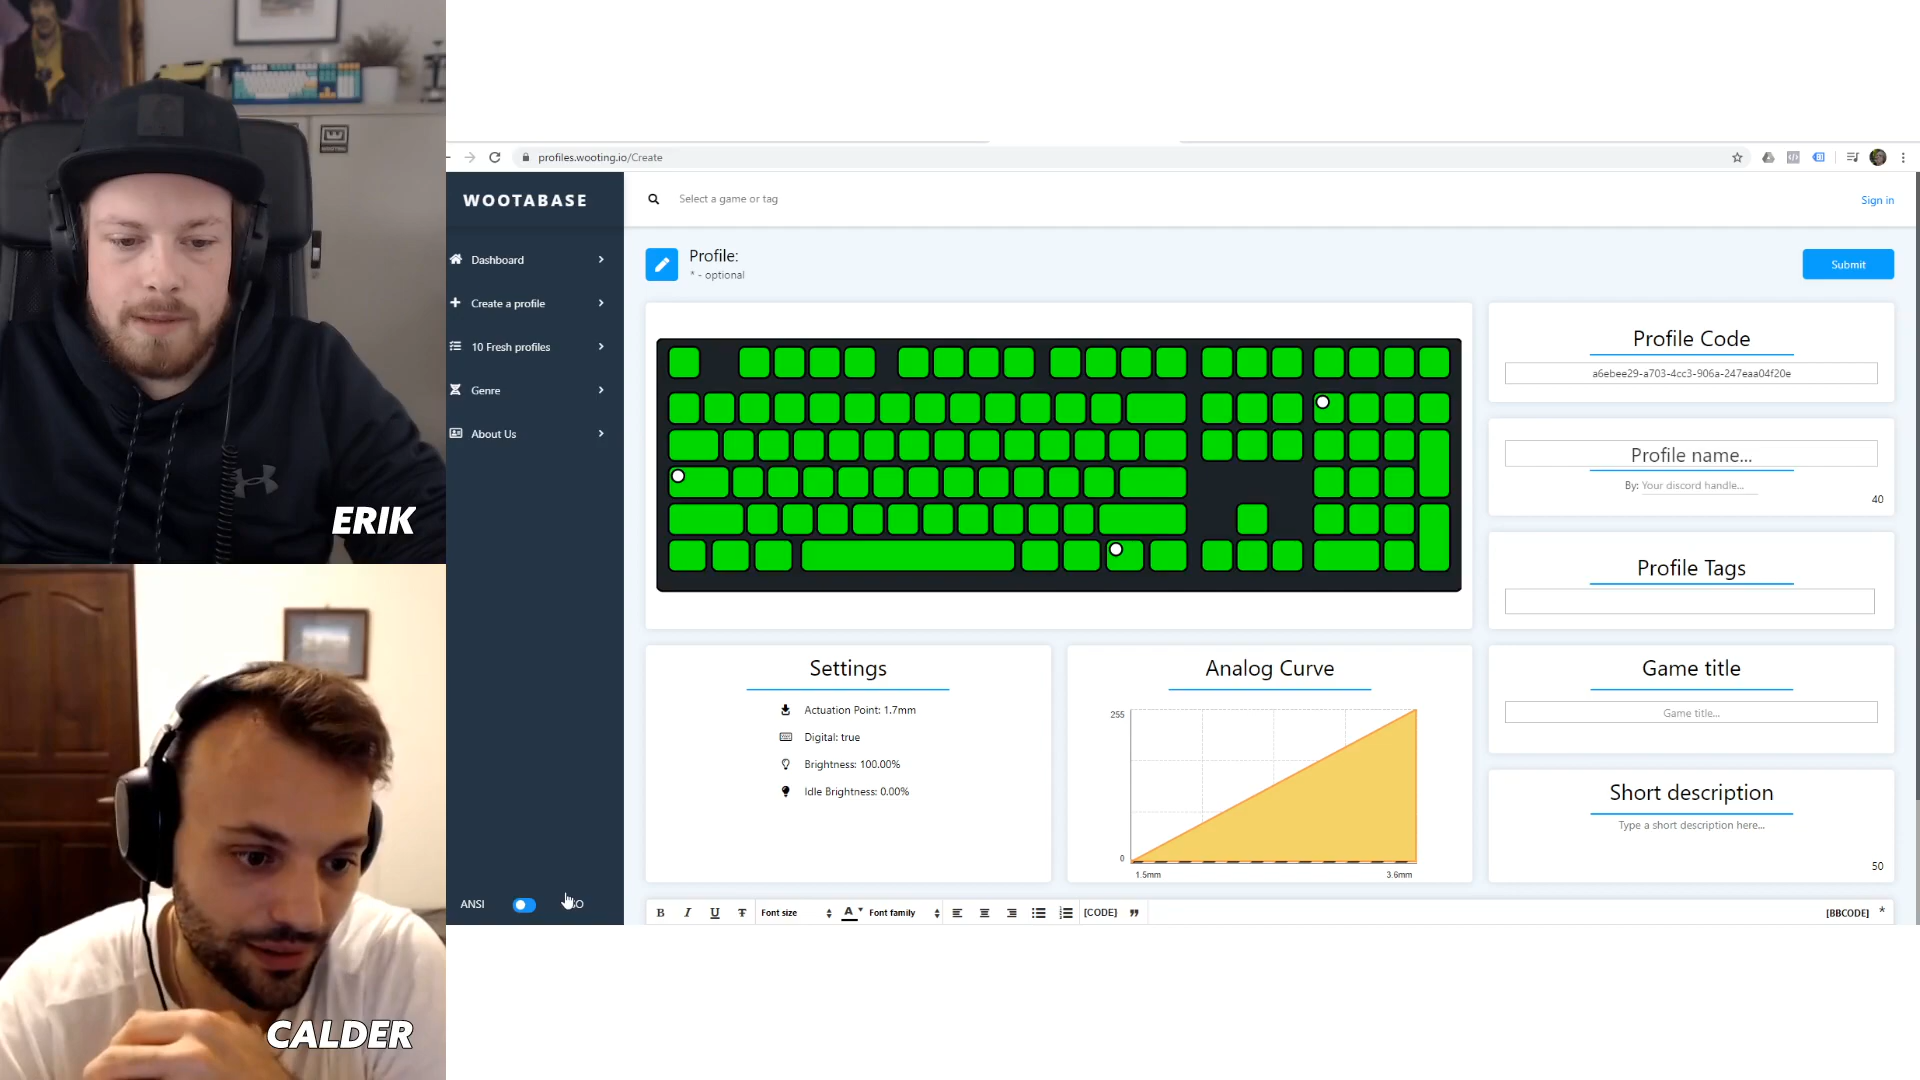 profiles.wooting.io/Create
WOOTABASE
Select a game or tag
Sign in
Dashboard
Create a profile
10 Fresh profiles
Genre
About Us
ANSI
Profile:
* - optional
Submit
Profile Code
a6ebee29-a703-4cc3-906a-247eaa04f20e
Profile name...
By: Your discord handle...
40
Profile Tags
Settings
Actuation Point: 1.7mm
Digital: true
Brightness: 100.00%
Idle Brightness: 0.00%
Analog Curve
255
0
1.5mm
3.6mm
Game title
Game title...
Short description
Type a short description here...
50
B I U T Font size A Font family [CODE] [BBCODE] *
ERIK
CALDER